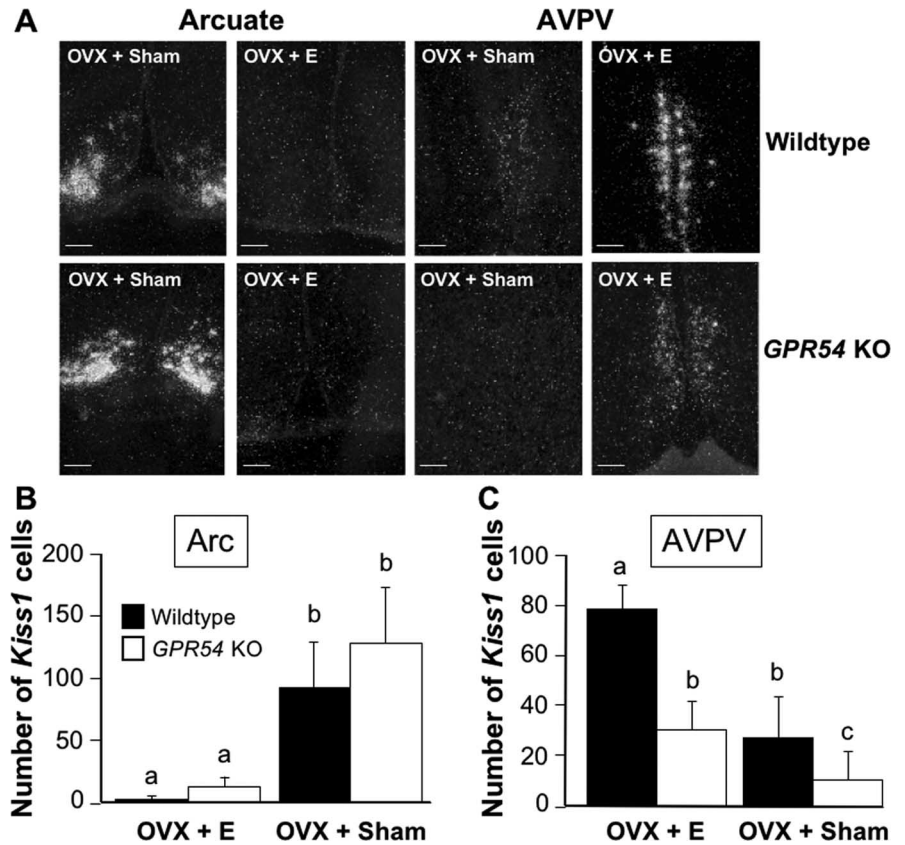 A Arcuate AVPV
OVX + Sham OVX + E OVX + Sham OVX + E
Wildtype
OVX + Sham OVX + E OVX + Sham OVX + E
GPR54 KO
B
Arc
Number of Kiss1 cells
200
150
100
50
0
Wildtype
GPR54 KO
a
a
b
b
OVX + E OVX + Sham
C
AVPV
Number of Kiss1 cells
100
80
60
40
20
0
a
b
b
c
OVX + E OVX + Sham